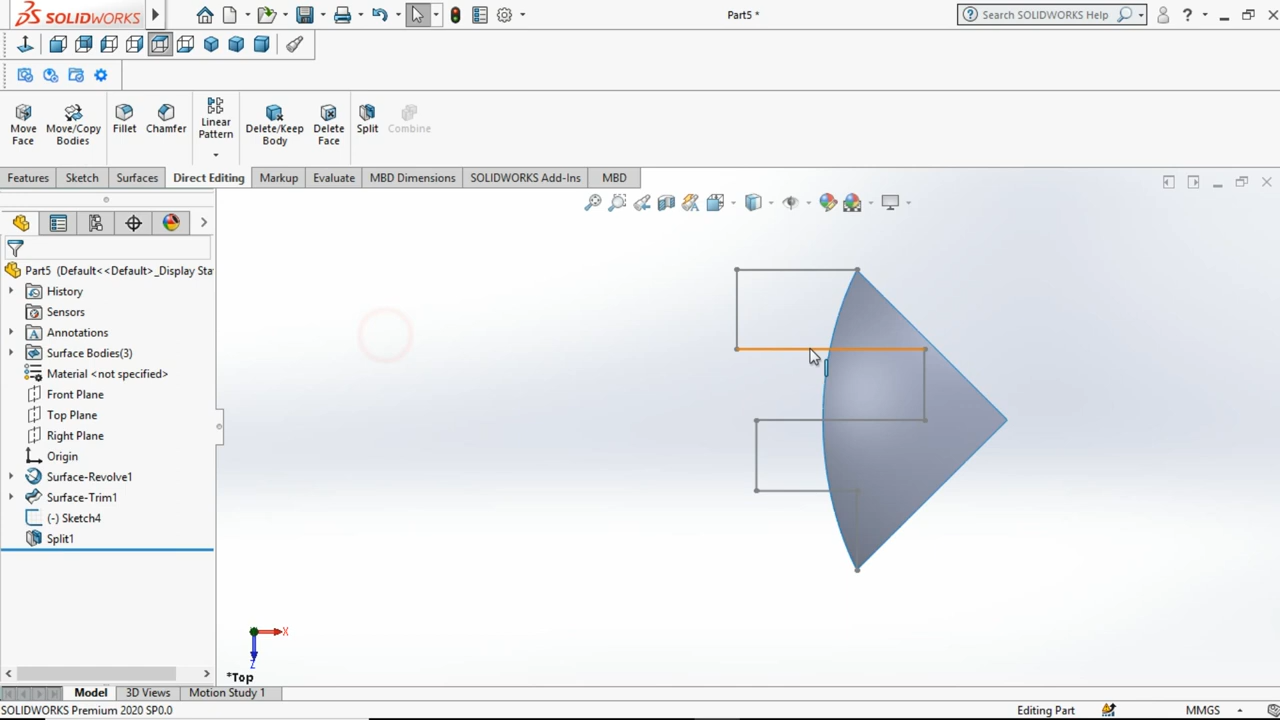 SOLIDWORKS
Part5 *
Search SOLIDWORKS Help
?
Move Face
Move/Copy Bodies
Fillet
Chamfer
Linear Pattern
Delete/Keep Body
Delete Face
Split
Combine
Features
Sketch
Surfaces
Direct Editing
Markup
Evaluate
MBD Dimensions
SOLIDWORKS Add-Ins
MBD
Part5 (Default<<Default>_Display Sta
History
Sensors
Annotations
Surface Bodies(3)
Material <not specified>
Front Plane
Top Plane
Right Plane
Origin
Surface-Revolve1
Surface-Trim1
(-) Sketch4
Split1
X
Z
*Top
Model
3D Views
Motion Study 1
SOLIDWORKS Premium 2020 SP0.0
Editing Part
MMGS